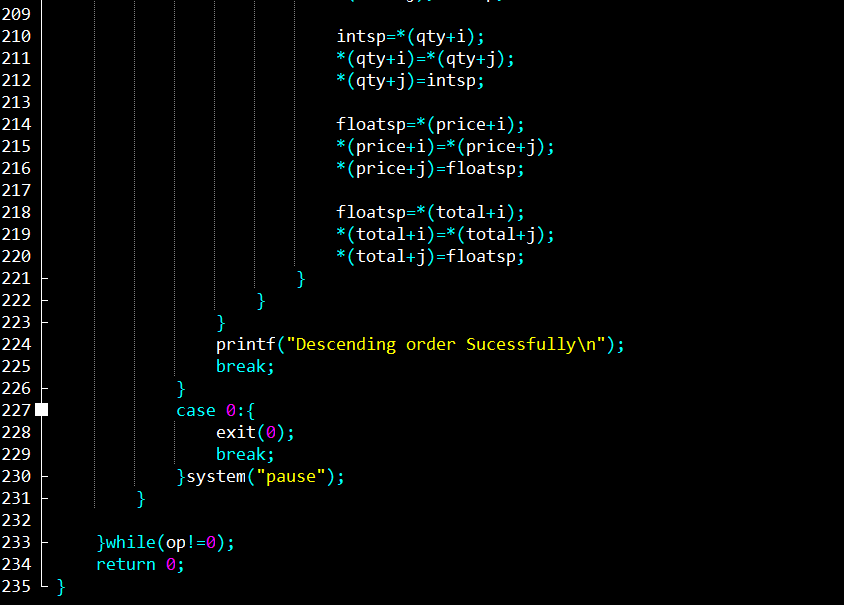 209
210 intsp=*(qty+i);
211 *(qty+i)=*(qty+j);
212 *(qty+j)=intsp;
213
214 floatsp=*(price+i);
215 *(price+i)=*(price+j);
216 *(price+j)=floatsp;
217
218 floatsp=*(total+i);
219 *(total+i)=*(total+j);
220 *(total+j)=floatsp;
221 }
222 }
223 }
224 printf("Descending order Sucessfully\n");
225 break;
226 }
227 case 0:{
228 exit(0);
229 break;
230 }system("pause");
231 }
232
233 }while(op!=0);
234 return 0;
235 }